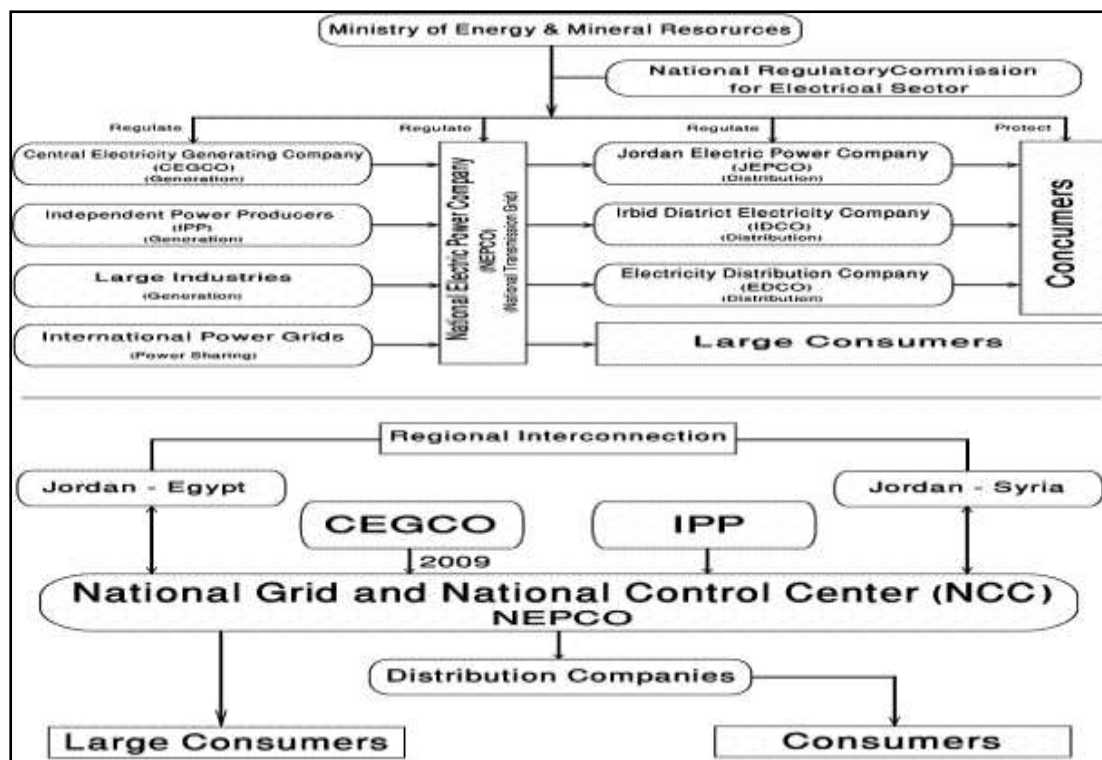 Ministry of Energy & Mineral Resorurces
National RegulatoryCommission
for Electrical Sector
Regulate
Regulate
Regulate
Protect
Central Electricity Generating Company
(CEGCO)
(Generation)
Independent Power Producers
(IPP)
(Generation)
Large Industries
(Generation)
International Power Grids
(Power Sharing)
National Electric Power Company
(NEPCO)
(National Transmission Grid)
Jordan Electric Power Company
(JEPCO)
(Distribution)
Irbid District Electricity Company
(IDCO)
(Distribution)
Electricity Distribution Company
(EDCO)
(Distribution)
Large Consumers
Concumers
Regional Interconnection
Jordan - Egypt
Jordan - Syria
CEGCO
IPP
2009
National Grid and National Control Center (NCC)
NEPCO
Distribution Companies
Large Consumers
Consumers